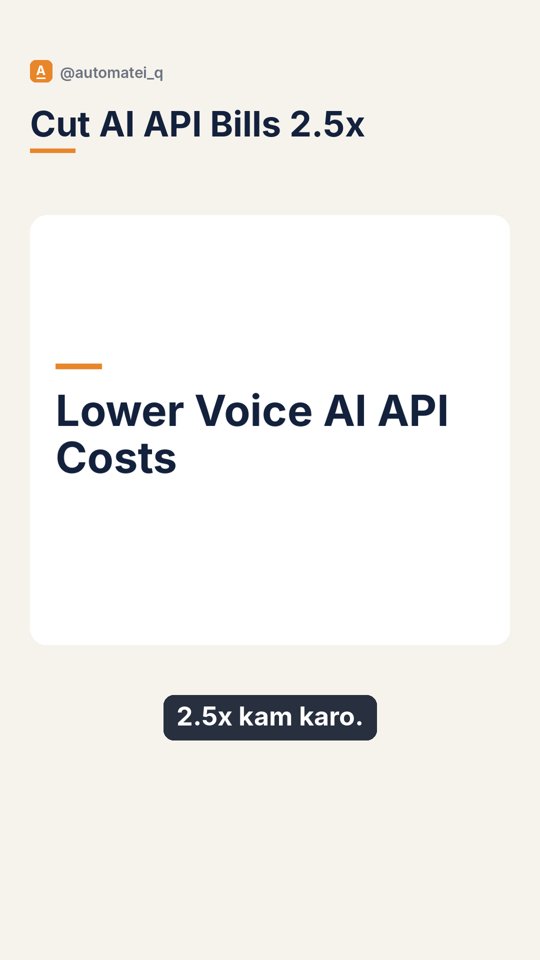 A
@automatei_q
Cut AI API Bills 2.5x
Lower Voice AI API
Costs
2.5x kam karo.